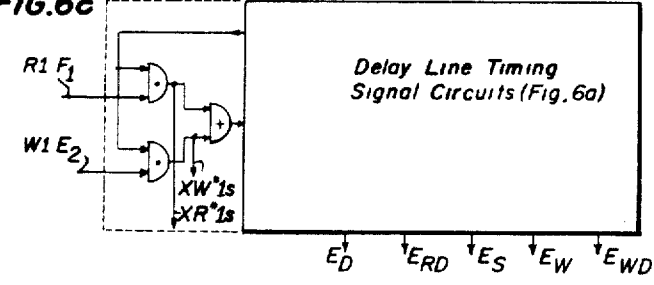 FIG.6c
R1 F1
Delay Line Timing
Signal Circuits (Fig. 6a)
•
+
W1 E2
•
XW*1s
XR*1s
ED ERD ES EW EWD